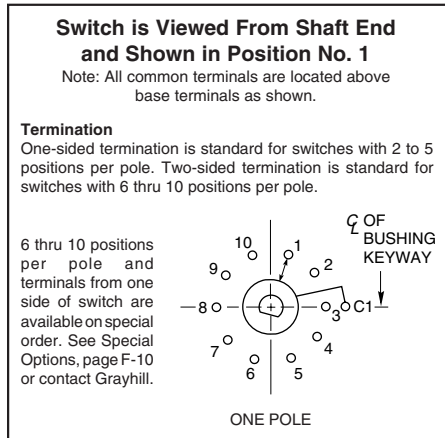 Switch is Viewed From Shaft End
and Shown in Position No. 1
Note: All common terminals are located above
base terminals as shown.
Termination
One-sided termination is standard for switches with 2 to 5
positions per pole. Two-sided termination is standard for
switches with 6 thru 10 positions per pole.
6 thru 10 positions
per pole and
terminals from one
side of switch are
available on special
order. See Special
Options, page F-10
or contact Grayhill.
℄ OF
BUSHING
KEYWAY
10
1
9
2
8
3
C1
7
4
6
5
ONE POLE